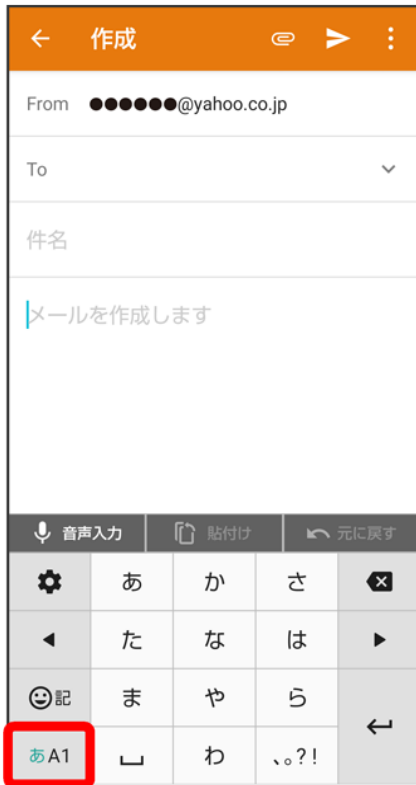 作成
From ●●●●●●@yahoo.co.jp
To
件名
メールを作成します
音声入力 貼付け 元に戻す
あ か さ
た な は
記 ま や ら
あA1 わ 、。?!